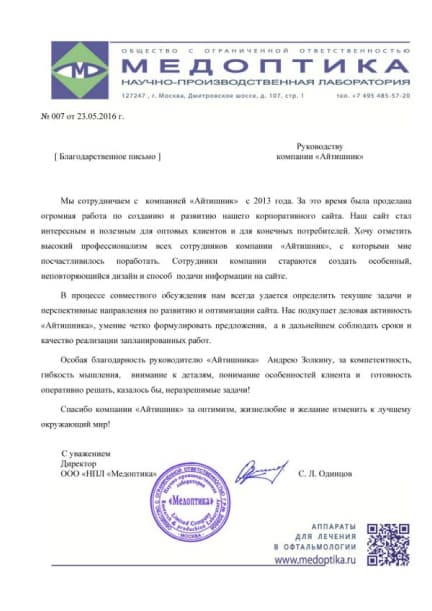 ОБЩЕСТВО С ОГРАНИЧЕННОЙ ОТВЕТСТВЕННОСТЬЮ
МЕДОПТИКА
НАУЧНО-ПРОИЗВОДСТВЕННАЯ ЛАБОРАТОРИЯ
127247, г. Москва, Дмитровское шоссе, д. 107, стр. 1 тел. +7 495 485-57-20
№ 007 от 23.05.2016 г.
Руководству
[ Благодарственное письмо ] компании «Айтишник»
Мы сотрудничаем с компанией «Айтишник» с 2013 года. За это время была проделана
огромная работа по созданию и развитию нашего корпоративного сайта. Наш сайт стал
интересным и полезным для оптовых клиентов и для конечных потребителей. Хочу отметить
высокий профессионализм всех сотрудников компании «Айтишник», с которыми мне
посчастливилось поработать. Сотрудники компании стараются создать особенный,
неповторяющийся дизайн и способ подачи информации на сайте.
В процессе совместного обсуждения нам всегда удается определить текущие задачи и
перспективные направления по развитию и оптимизации сайта. Нас подкупает деловая активность
«Айтишника», умение четко формулировать предложения, а в дальнейшем соблюдать сроки и
качество реализации запланированных работ.
Особая благодарность руководителю «Айтишника» Андрею Золкину, за компетентность,
гибкость мышления, внимание к деталям, понимание особенностей клиента и готовность
оперативно решать, казалось бы, неразрешимые задачи!
Спасибо компании «Айтишник» за оптимизм, жизнелюбие и желание изменить к лучшему
окружающий мир!
С уважением
Директор
ООО «НПЛ «Медоптика» С. Л. Одинцов
Научно производственная
лаборатория
«Медоптика»
Limited Company
МОСКВА
АППАРАТЫ
ДЛЯ ЛЕЧЕНИЯ
В ОФТАЛЬМОЛОГИИ
www.medoptika.ru